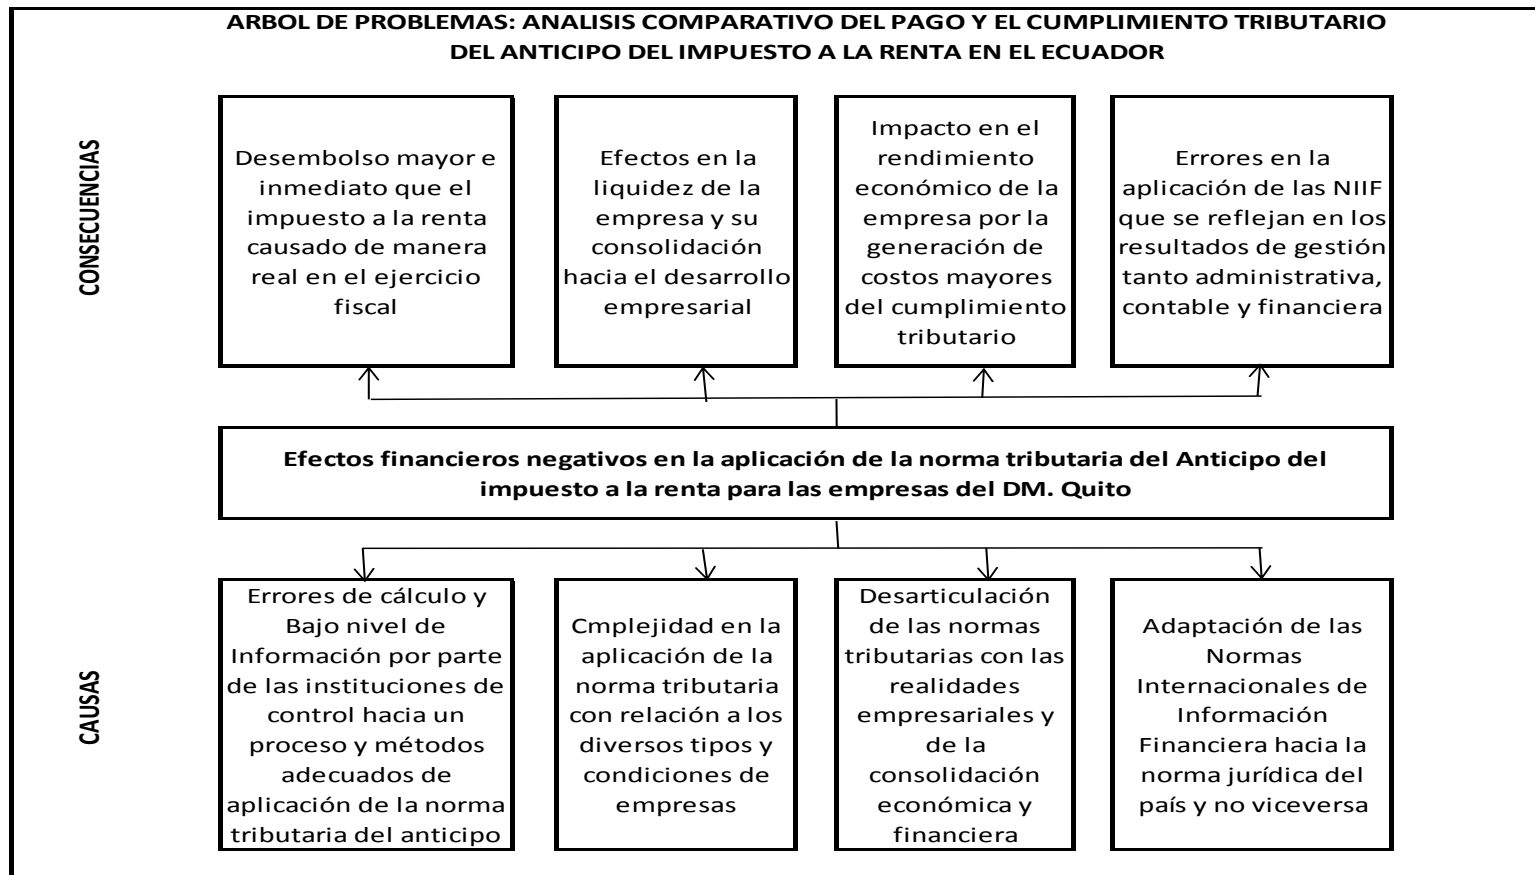 ARBOL DE PROBLEMAS: ANALISIS COMPARATIVO DEL PAGO Y EL CUMPLIMIENTO TRIBUTARIO
DEL ANTICIPO DEL IMPUESTO A LA RENTA EN EL ECUADOR
CONSECUENCIAS
Desembolso mayor e
inmediato que el
impuesto a la renta
causado de manera
real en el ejercicio
fiscal
Efectos en la
liquidez de la
empresa y su
consolidación
hacia el desarrollo
empresarial
Impacto en el
rendimiento
económico de la
empresa por la
generación de
costos mayores
del cumplimiento
tributario
Errores en la
aplicación de las NIIF
que se reflejan en los
resultados de gestión
tanto administrativa,
contable y financiera
Efectos financieros negativos en la aplicación de la norma tributaria del Anticipo del
impuesto a la renta para las empresas del DM. Quito
CAUSAS
Errores de cálculo y
Bajo nivel de
Información por parte
de las instituciones de
control hacia un
proceso y métodos
adecuados de
aplicación de la norma
tributaria del anticipo
Cmplejidad en la
aplicación de la
norma tributaria
con relación a los
diversos tipos y
condiciones de
empresas
Desarticulación
de las normas
tributarias con las
realidades
empresariales y
de la
consolidación
económica y
financiera
Adaptación de las
Normas
Internacionales de
Información
Financiera hacia la
norma jurídica del
país y no viceversa